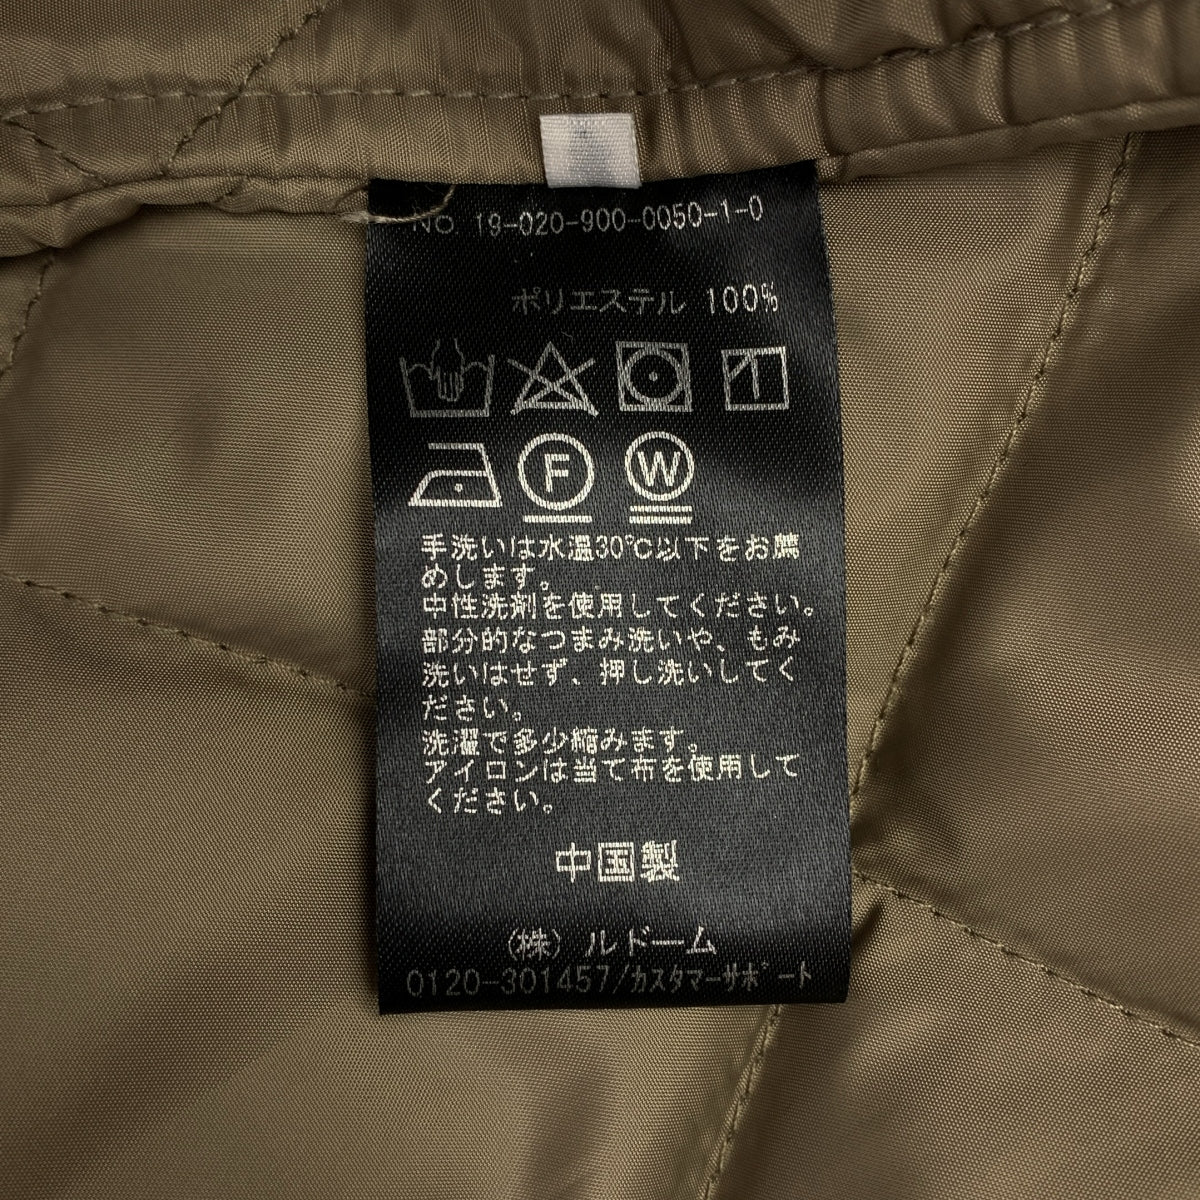 NO 19-020-900-0050-1-0
ポリエステル 100%
F W
手洗いは水温30℃以下をお薦
めします。
中性洗剤を使用してください。
部分的なつまみ洗いや、もみ
洗いはせず、押し洗いしてく
ださい。
洗濯で多少縮みます。
アイロンは当て布を使用して
ください。
中国製
(株) ルドーム
0120-301457/カスタマーサポート